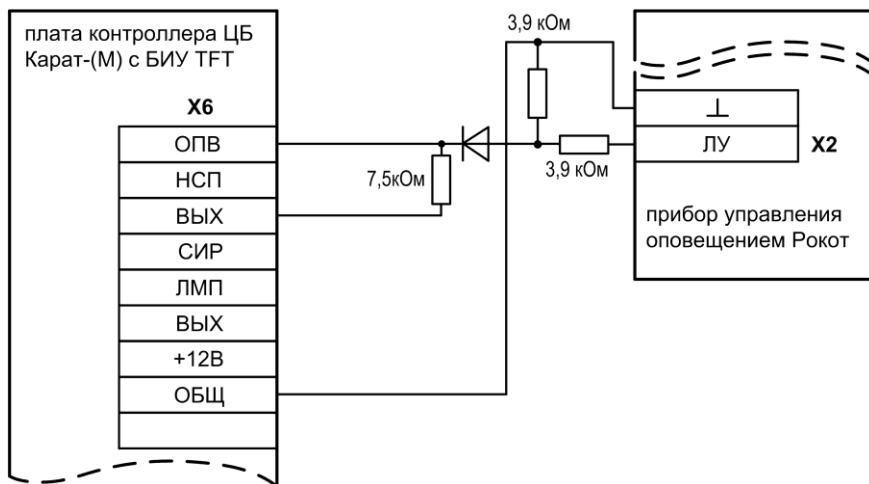 плата контроллера ЦБ
Карат-(М) с БИУ TFT
X6
ОПВ
НСП
ВЫХ
СИР
ЛМП
ВЫХ
+12В
ОБЩ
7,5кОм
3,9 кОм
3,9 кОм
⊥
ЛУ
X2
прибор управления
оповещением Рокот